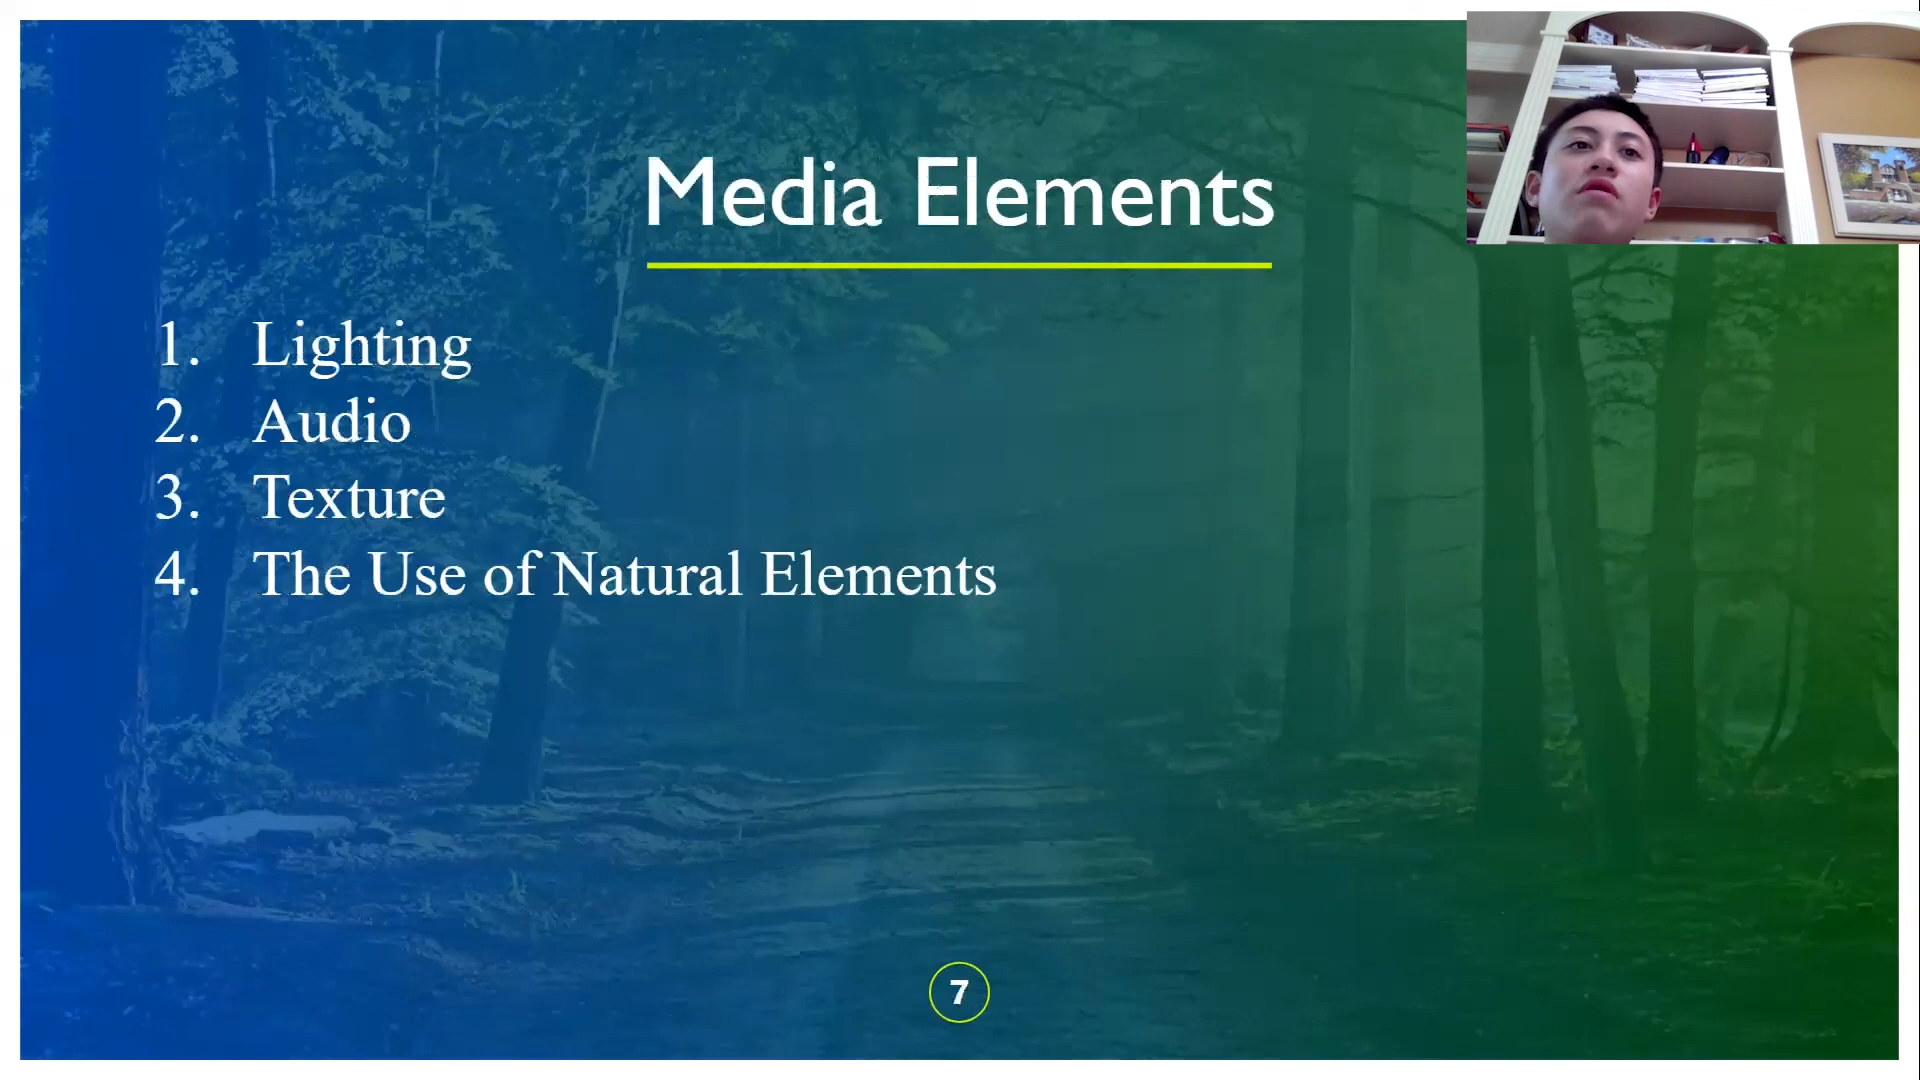 Media Elements
1. Lighting
2. Audio
3. Texture
4. The Use of Natural Elements
7